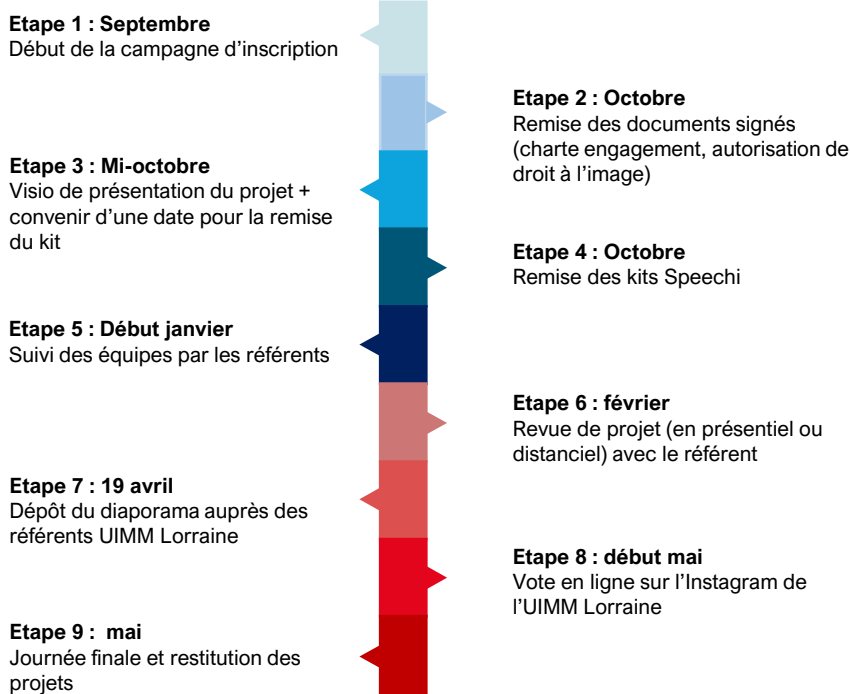 Etape 1 : Septembre
Début de la campagne d’inscription
Etape 2 : Octobre
Remise des documents signés
(charte engagement, autorisation de
droit à l’image)
Etape 3 : Mi-octobre
Visio de présentation du projet +
convenir d’une date pour la remise
du kit
Etape 4 : Octobre
Remise des kits Speechi
Etape 5 : Début janvier
Suivi des équipes par les référents
Etape 6 : février
Revue de projet (en présentiel ou
distanciel) avec le référent
Etape 7 : 19 avril
Dépôt du diaporama auprès des
référents UIMM Lorraine
Etape 8 : début mai
Vote en ligne sur l’Instagram de
l’UIMM Lorraine
Etape 9 :  mai
Journée finale et restitution des
projets